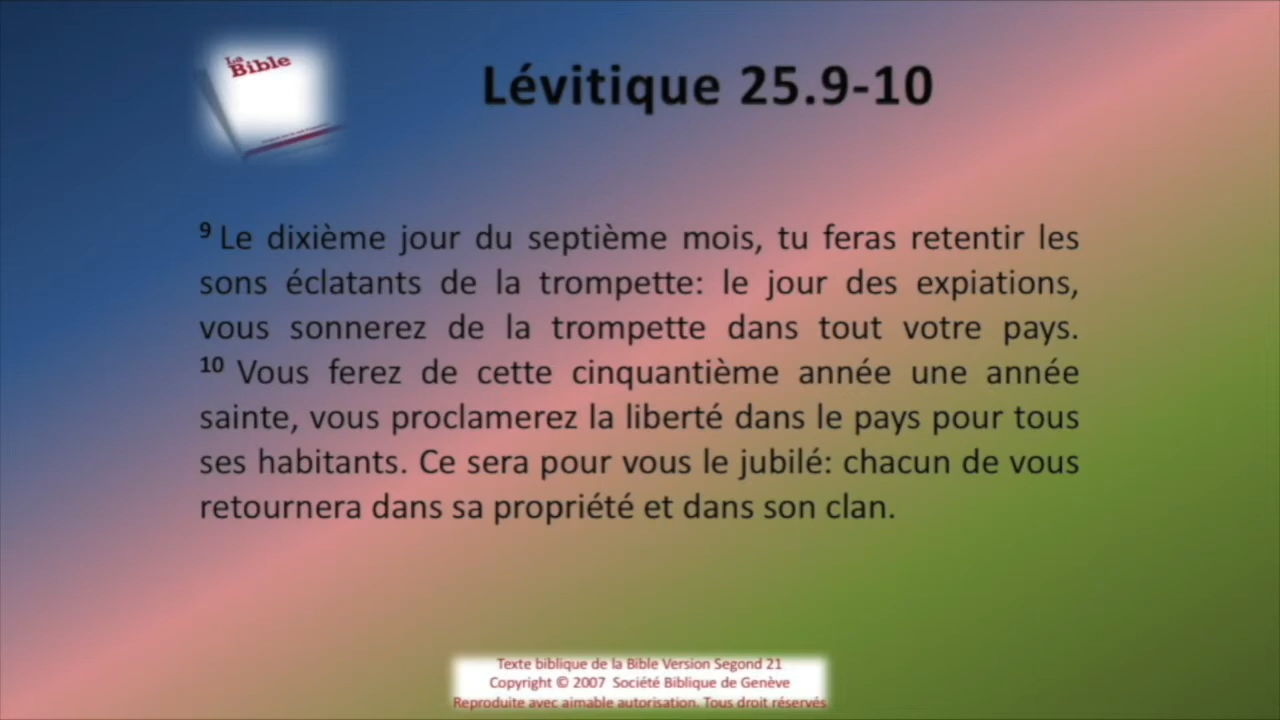 La
Bible
Lévitique 25.9-10
9 Le dixième jour du septième mois, tu feras retentir les
sons éclatants de la trompette: le jour des expiations,
vous sonnerez de la trompette dans tout votre pays.
10 Vous ferez de cette cinquantième année une année
sainte, vous proclamerez la liberté dans le pays pour tous
ses habitants. Ce sera pour vous le jubilé: chacun de vous
retournera dans sa propriété et dans son clan.
Texte biblique de la Bible Version Segond 21
Copyright © 2007 Société Biblique de Genève
Reproduite avec aimable autorisation. Tous droit réservés